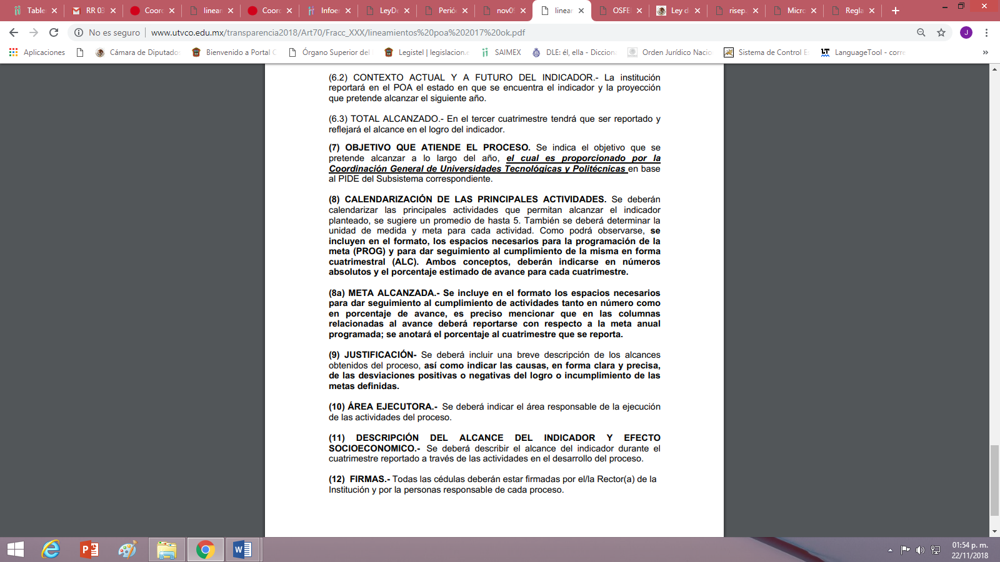 Table RR 03 Coord linear Coord Infoer LeyDe Perió nov09 linear OSFE Ley d risep. Micro Regla
No es seguro www.utvco.edu.mx/transparencia2018/Art70/Fracc_XXX/lineamientos%20poa%202017%20ok.pdf J
Aplicaciones Cámara de Diputados Bienvenido a Portal C Órgano Superior del Legistel | legislacion.e SAIMEX DLE: él, ella - Diccion Orden Jurídico Nacio Sistema de Control E LanguageTool - corre »
(6.2) CONTEXTO ACTUAL Y A FUTURO DEL INDICADOR.- La institución
reportará en el POA el estado en que se encuentra el indicador y la proyección
que pretende alcanzar el siguiente año.
(6.3) TOTAL ALCANZADO.- En el tercer cuatrimestre tendrá que ser reportado y
reflejará el alcance en el logro del indicador.
(7) OBJETIVO QUE ATIENDE EL PROCESO. Se indica el objetivo que se
pretende alcanzar a lo largo del año, el cual es proporcionado por la
Coordinación General de Universidades Tecnológicas y Politécnicas en base
al PIDE del Subsistema correspondiente.
(8) CALENDARIZACIÓN DE LAS PRINCIPALES ACTIVIDADES. Se deberán
calendarizar las principales actividades que permitan alcanzar el indicador
planteado, se sugiere un promedio de hasta 5. También se deberá determinar la
unidad de medida y meta para cada actividad. Como podrá observarse, se
incluyen en el formato, los espacios necesarios para la programación de la
meta (PROG) y para dar seguimiento al cumplimiento de la misma en forma
cuatrimestral (ALC). Ambos conceptos, deberán indicarse en números
absolutos y el porcentaje estimado de avance para cada cuatrimestre.
(8a) META ALCANZADA.- Se incluye en el formato los espacios necesarios
para dar seguimiento al cumplimiento de actividades tanto en número como
en porcentaje de avance, es preciso mencionar que en las columnas
relacionadas al avance deberá reportarse con respecto a la meta anual
programada; se anotará el porcentaje al cuatrimestre que se reporta.
(9) JUSTIFICACIÓN- Se deberá incluir una breve descripción de los alcances
obtenidos del proceso, así como indicar las causas, en forma clara y precisa,
de las desviaciones positivas o negativas del logro o incumplimiento de las
metas definidas.
(10) ÁREA EJECUTORA.- Se deberá indicar el área responsable de la ejecución
de las actividades del proceso.
(11) DESCRIPCIÓN DEL ALCANCE DEL INDICADOR Y EFECTO
SOCIOECONOMICO.- Se deberá describir el alcance del indicador durante el
cuatrimestre reportado a través de las actividades en el desarrollo del proceso.
(12) FIRMAS.- Todas las cédulas deberán estar firmadas por el/la Rector(a) de la
Institución y por la personas responsable de cada proceso.
01:54 p. m.
22/11/2018